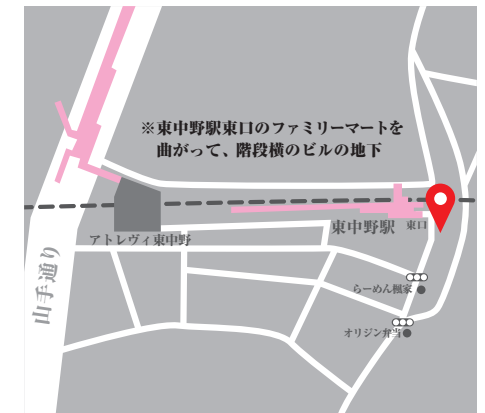 ※東中野駅東口のファミリーマートを
曲がって、階段横のビルの地下
東中野駅
東口
アトレヴィ東中野
山手通り
らーめん楓家
オリジン弁当